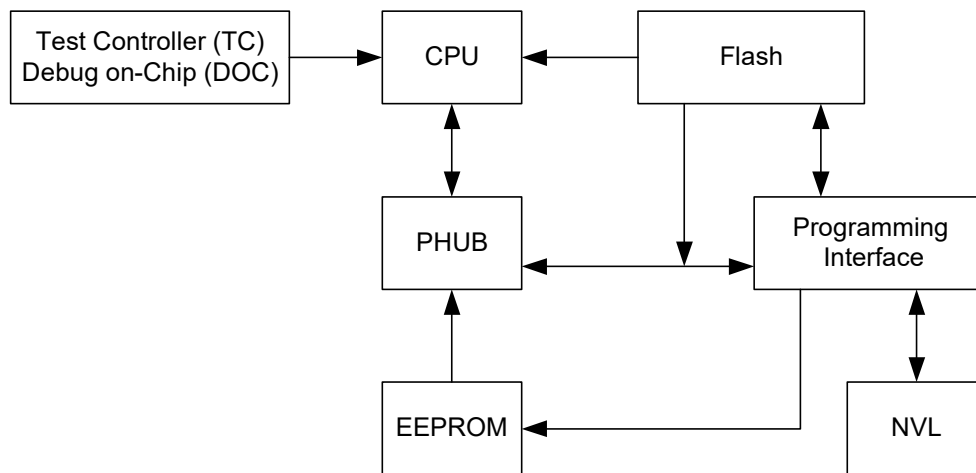 Test Controller (TC)
Debug on-Chip (DOC)
CPU
Flash
PHUB
Programming
Interface
EEPROM
NVL